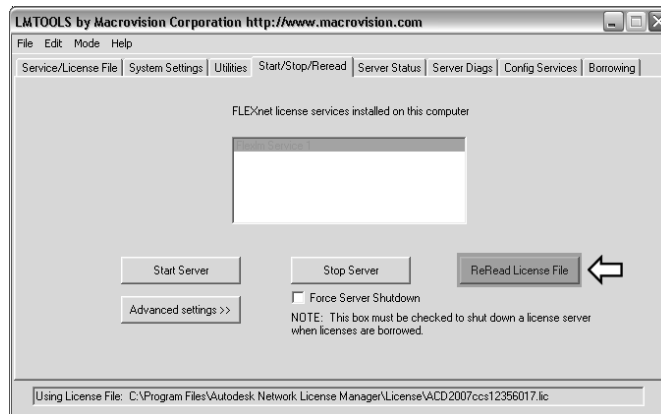 LMTOOLS by Macrovision Corporation http://www.macrovision.com
File Edit Mode Help
Service/License File System Settings Utilities Start/Stop/Reread Server Status Server Diags Config Services Borrowing
FLEXnet license services installed on this computer
Flexlm Service 1
Start Server Stop Server ReRead License File
Advanced settings >> Force Server Shutdown
NOTE: This box must be checked to shut down a license server
when licenses are borrowed.
Using License File: C:\Program Files\Autodesk Network License Manager\License\ACD2007ccs12356017.lic